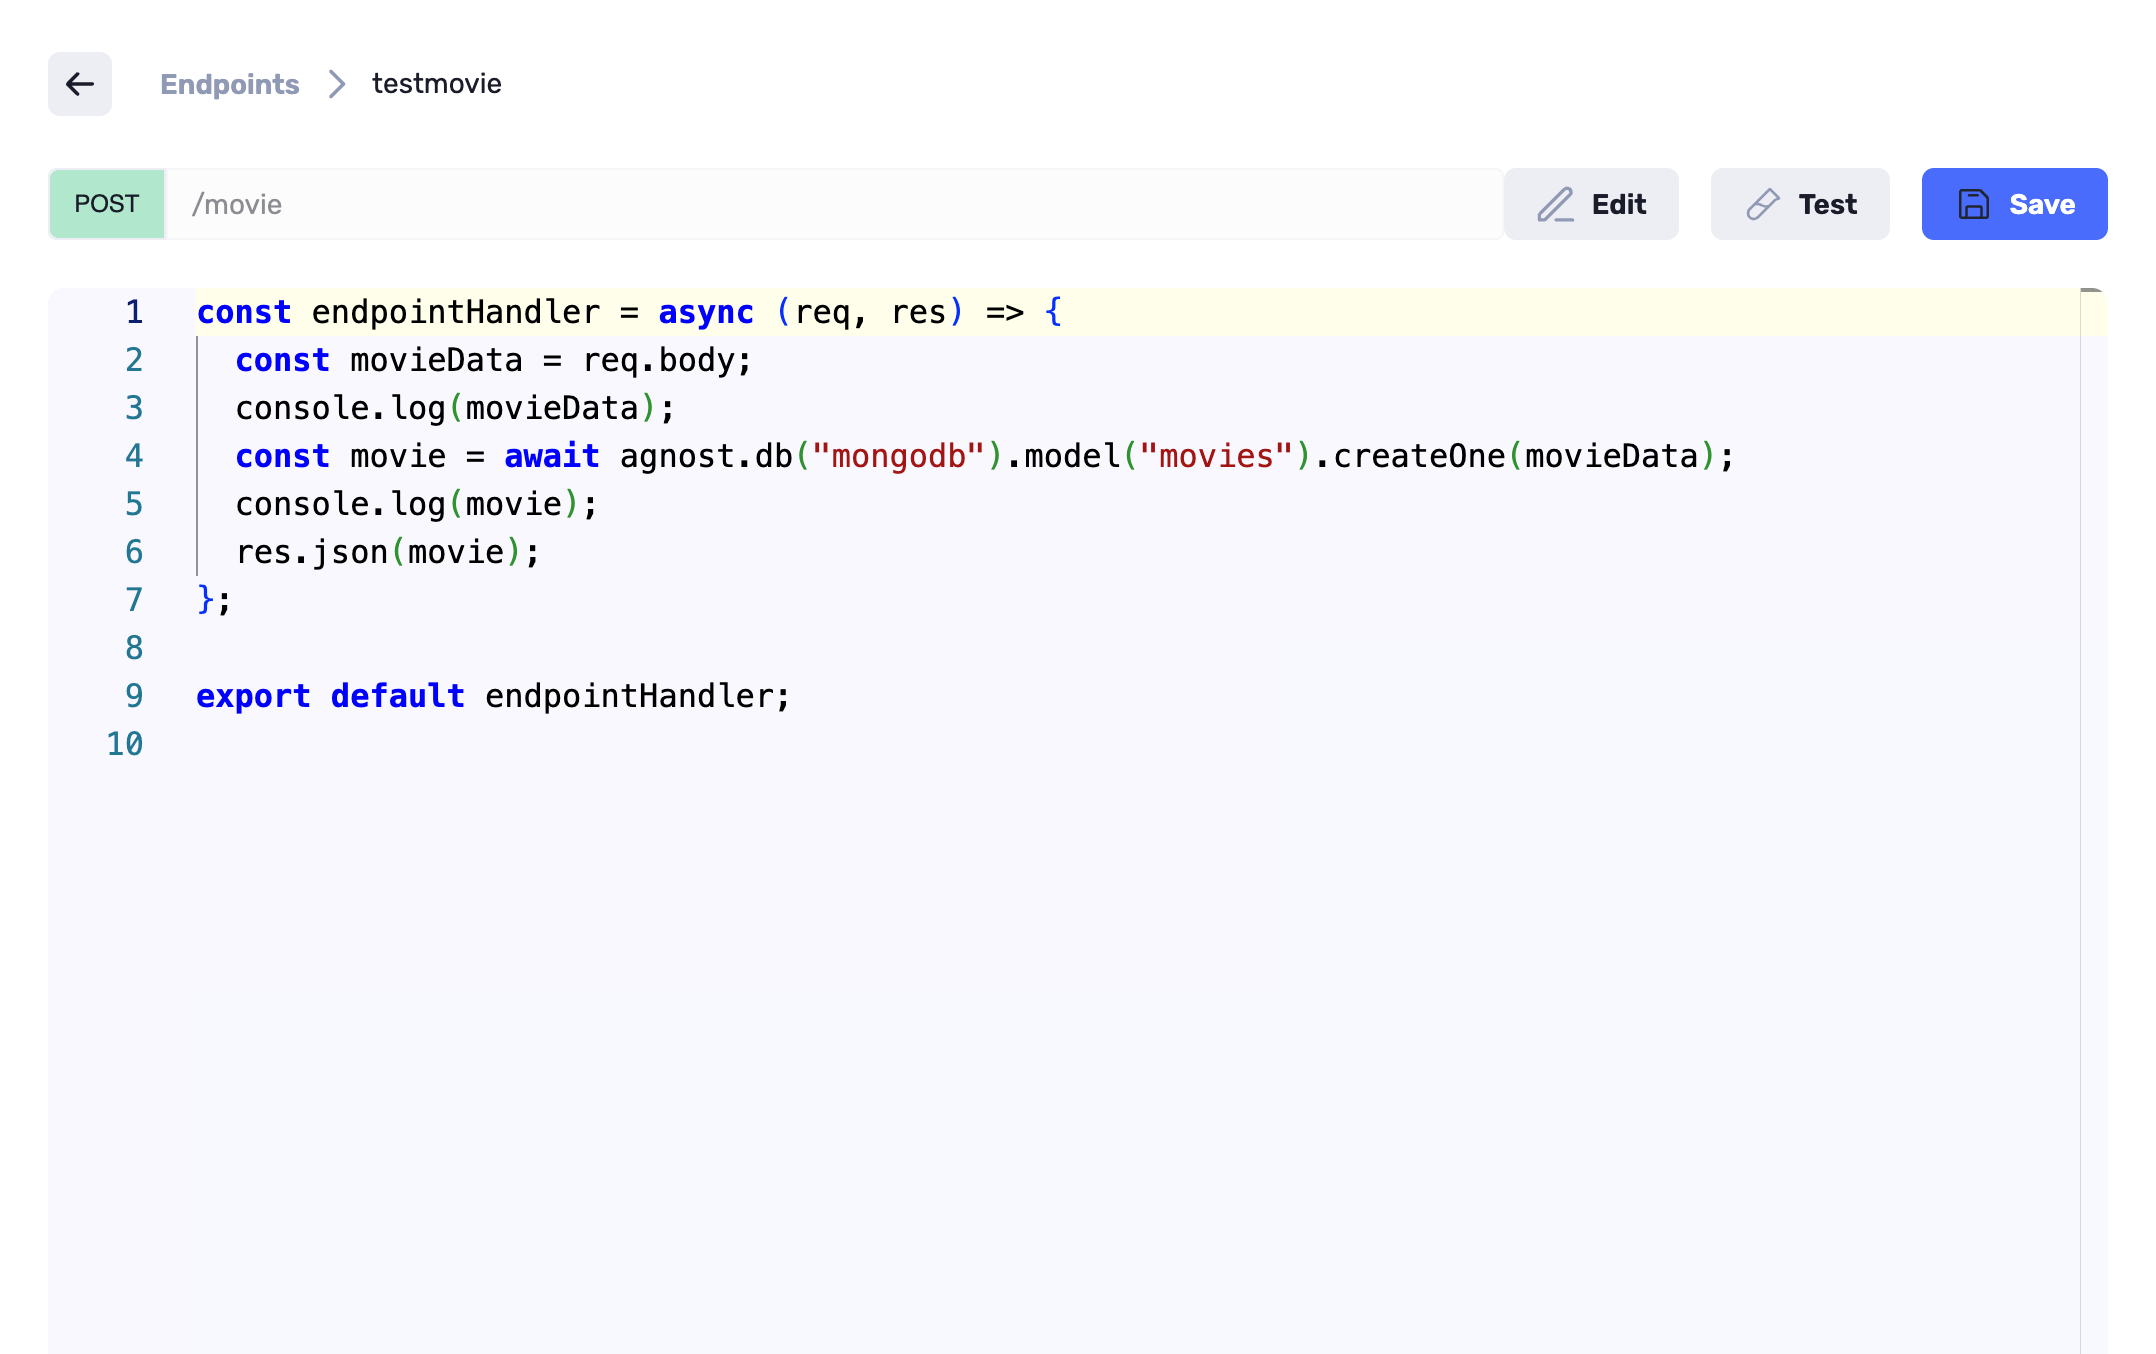 Endpoints testmovie
POST /movie Edit Test Save
1 const endpointHandler = async (req, res) => {
2 const movieData = req.body;
3 console.log(movieData);
4 const movie = await agnost.db("mongodb").model("movies").createOne(movieData);
5 console.log(movie);
6 res.json(movie);
7 };
8
9 export default endpointHandler;
10